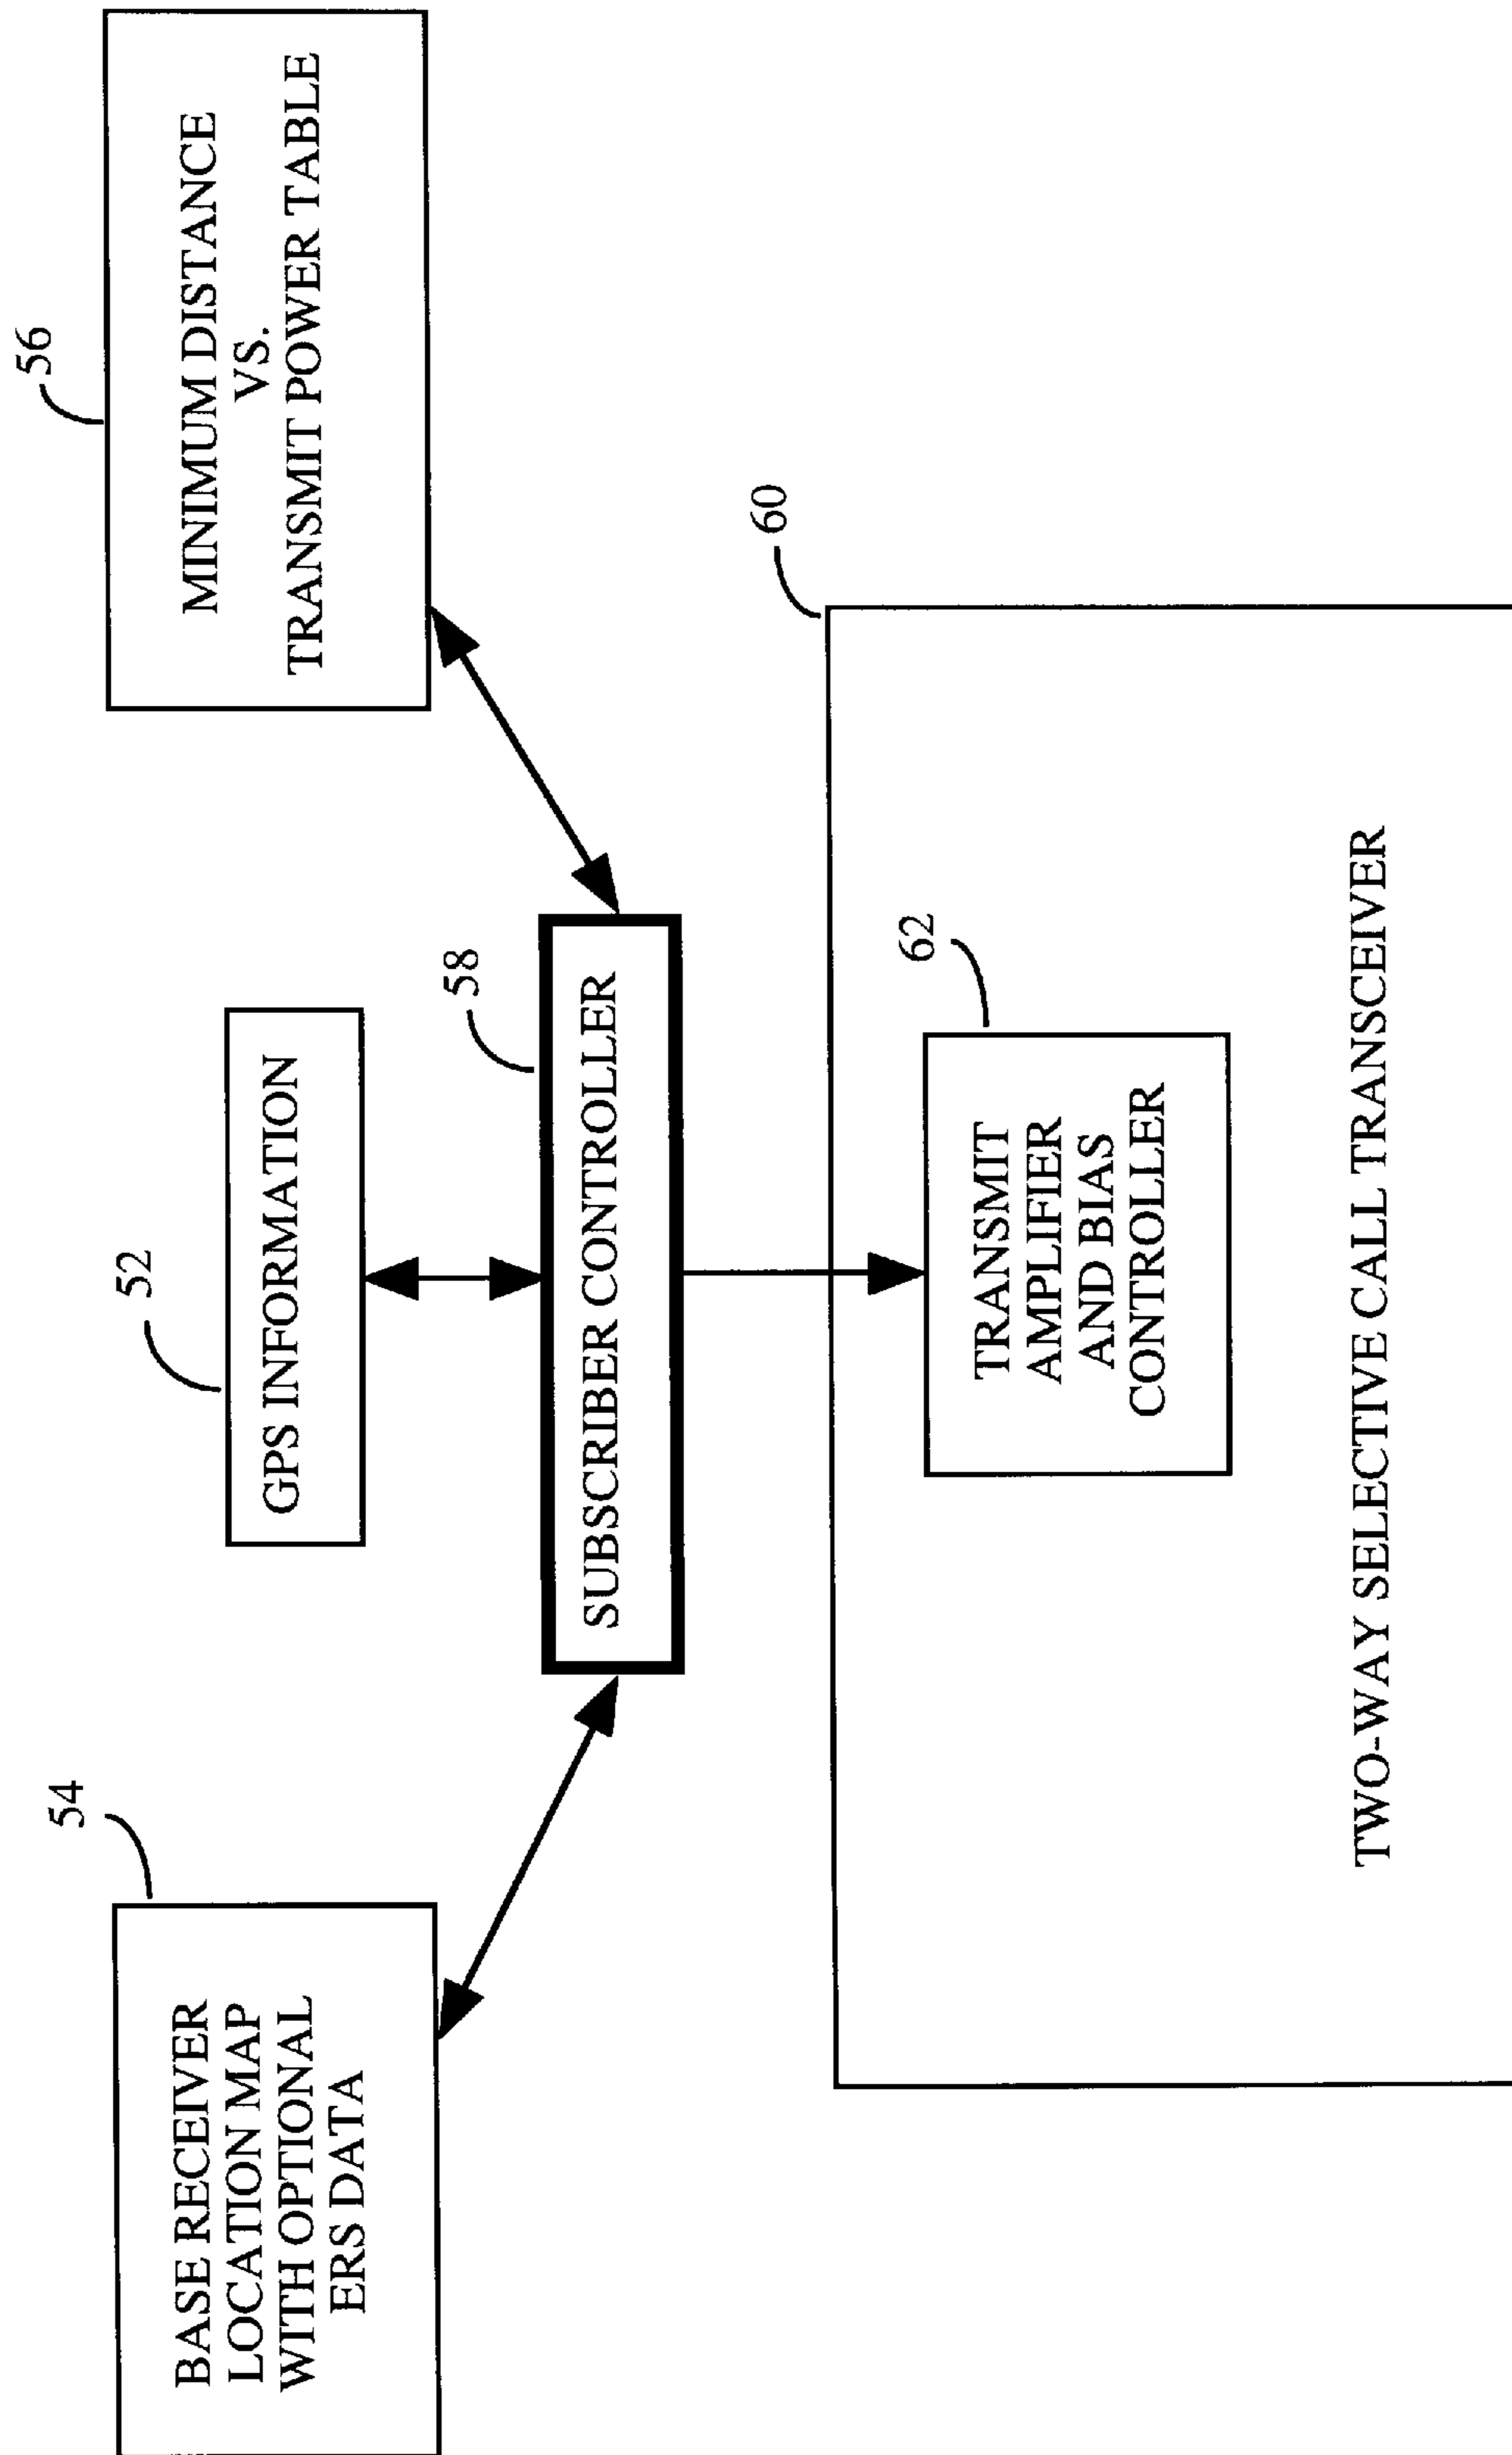 54
BASE RECEIVER
LOCATION MAP
WITH OPTIONAL
ERS DATA
52
GPS INFORMATION
56
MINIMUM DISTANCE
VS.
TRANSMIT POWER TABLE
58
SUBSCRIBER CONTROLLER
60
62
TRANSMIT
AMPLIFIER
AND BIAS
CONTROLLER
TWO-WAY SELECTIVE CALL TRANSCEIVER